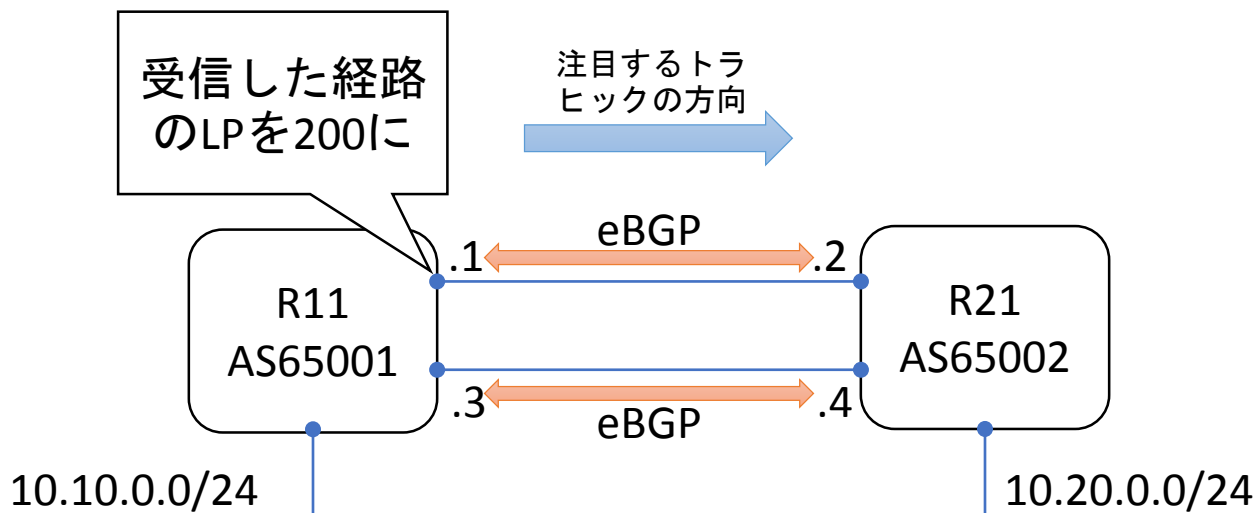 受信した経路
のLPを200に
注目するトラ
ヒックの方向
eBGP
.1
.2
R11
AS65001
R21
AS65002
.3
.4
eBGP
10.10.0.0/24
10.20.0.0/24